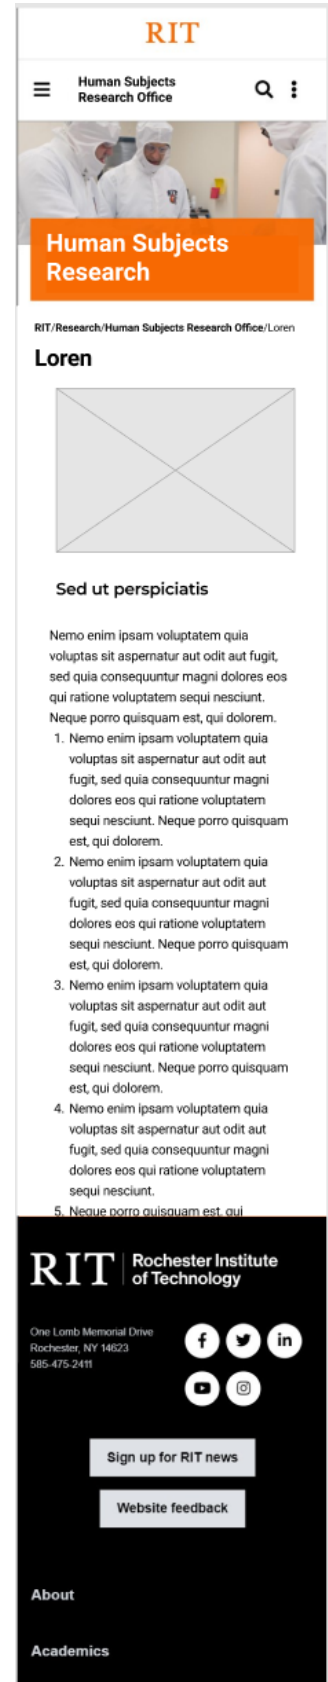 RIT
Human Subjects
Research Office
Human Subjects
Research
RIT/Research/Human Subjects Research Office/Loren
Loren
Sed ut perspiciatis
Nemo enim ipsam voluptatem quia
voluptas sit aspernatur aut odit aut fugit,
sed quia consequuntur magni dolores eos
qui ratione voluptatem sequi nesciunt.
Neque porro quisquam est, qui dolorem.
1. Nemo enim ipsam voluptatem quia
voluptas sit aspernatur aut odit aut
fugit, sed quia consequuntur magni
dolores eos qui ratione voluptatem
sequi nesciunt. Neque porro quisquam
est, qui dolorem.
2. Nemo enim ipsam voluptatem quia
voluptas sit aspernatur aut odit aut
fugit, sed quia consequuntur magni
dolores eos qui ratione voluptatem
sequi nesciunt. Neque porro quisquam
est, qui dolorem.
3. Nemo enim ipsam voluptatem quia
voluptas sit aspernatur aut odit aut
fugit, sed quia consequuntur magni
dolores eos qui ratione voluptatem
sequi nesciunt. Neque porro quisquam
est, qui dolorem.
4. Nemo enim ipsam voluptatem quia
voluptas sit aspernatur aut odit aut
fugit, sed quia consequuntur magni
dolores eos qui ratione voluptatem
sequi nesciunt.
5. Neque porro quisquam est, qui
RIT Rochester Institute
of Technology
One Lomb Memorial Drive
Rochester, NY 14623
585-475-2411
Sign up for RIT news
Website feedback
About
Academics